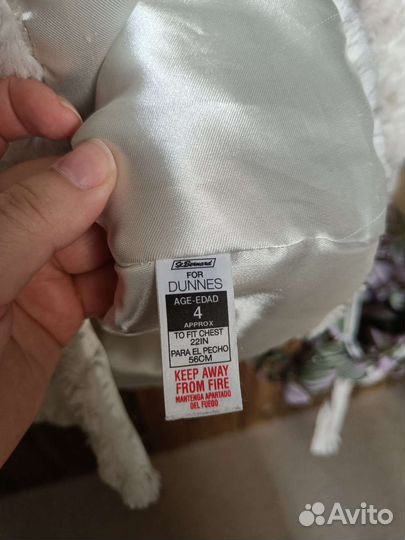 St. Bernard
FOR
DUNNES
AGE-EDAD
4
APPROX
TO FIT CHEST
22IN
PARA EL PECHO
56CM
KEEP AWAY
FROM FIRE
MANTENGA APARTADO
DEL FUEGO
Avito